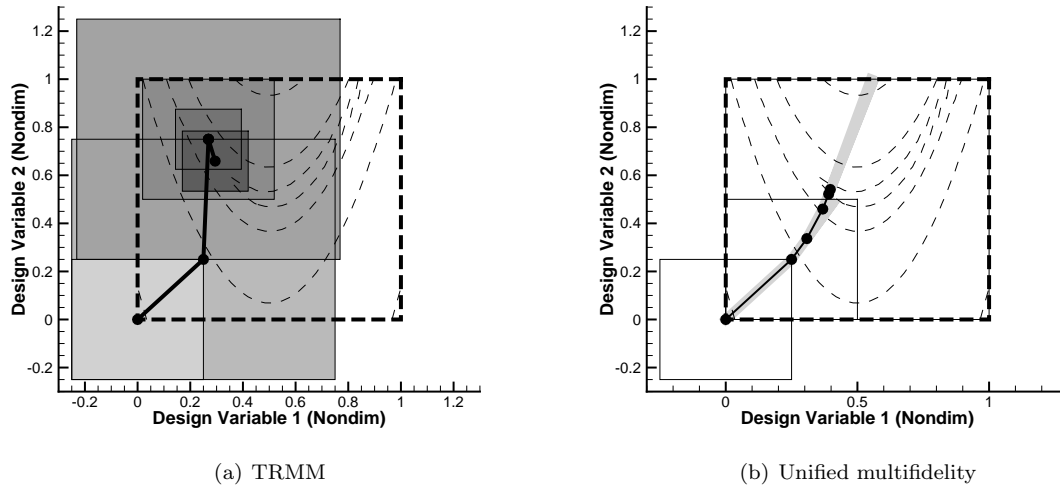 Design Variable 2 (Nondim)
1.2
1
0.8
0.6
0.4
0.2
0
-0.2
-0.2 0 0.2 0.4 0.6 0.8 1 1.2
Design Variable 1 (Nondim)
(a) TRMM
Design Variable 2 (Nondim)
1.2
1
0.8
0.6
0.4
0.2
0
-0.2
0 0.5 1
Design Variable 1 (Nondim)
(b) Unified multifidelity